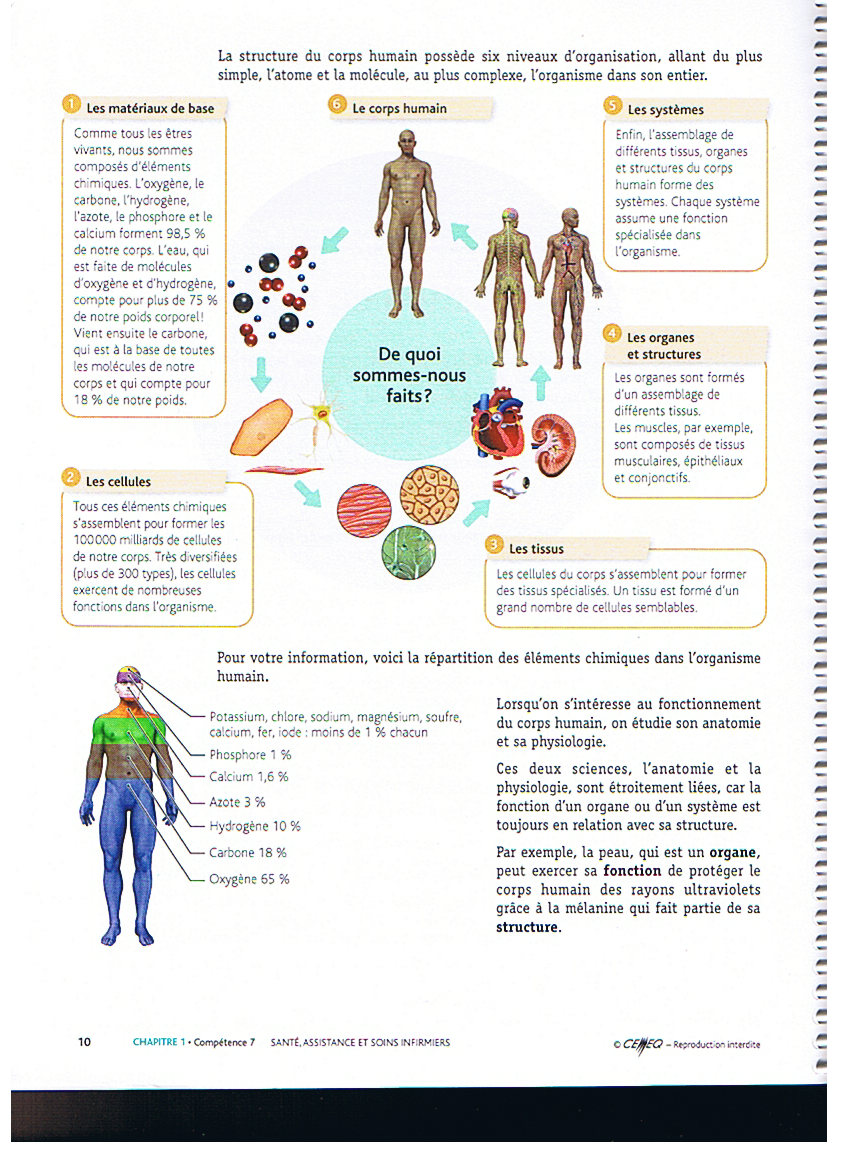 La structure du corps humain possède six niveaux d'organisation, allant du plus
simple, l'atome et la molécule, au plus complexe, l'organisme dans son entier.
1 Les matériaux de base
Comme tous les êtres
vivants, nous sommes
composés d'éléments
chimiques. L'oxygène, le
carbone, l'hydrogène,
l'azote, le phosphore et le
calcium forment 98,5 %
de notre corps. L'eau, qui
est faite de molécules
d'oxygène et d'hydrogène,
compte pour plus de 75 %
de notre poids corporel!
Vient ensuite le carbone,
qui est à la base de toutes
les molécules de notre
corps et qui compte pour
18 % de notre poids.
6 Le corps humain
5 Les systèmes
Enfin, l'assemblage de
différents tissus, organes
et structures du corps
humain forme des
systèmes. Chaque système
assume une fonction
spécialisée dans
l'organisme.
De quoi
sommes-nous
faits?
4 Les organes
et structures
Les organes sont formés
d'un assemblage de
différents tissus.
Les muscles, par exemple,
sont composés de tissus
musculaires, épithéliaux
et conjonctifs.
2 Les cellules
Tous ces éléments chimiques
s'assemblent pour former les
100 000 milliards de cellules
de notre corps. Très diversifiées
(plus de 300 types), les cellules
exercent de nombreuses
fonctions dans l'organisme.
3 Les tissus
Les cellules du corps s'assemblent pour former
des tissus spécialisés. Un tissu est formé d'un
grand nombre de cellules semblables.
Pour votre information, voici la répartition des éléments chimiques dans l'organisme
humain.
Potassium, chlore, sodium, magnésium, soufre,
calcium, fer, iode : moins de 1 % chacun
Phosphore 1 %
Calcium 1,6 %
Azote 3 %
Hydrogène 10 %
Carbone 18 %
Oxygène 65 %
Lorsqu'on s'intéresse au fonctionnement
du corps humain, on étudie son anatomie
et sa physiologie.
Ces deux sciences, l'anatomie et la
physiologie, sont étroitement liées, car la
fonction d'un organe ou d'un système est
toujours en relation avec sa structure.
Par exemple, la peau, qui est un organe,
peut exercer sa fonction de protéger le
corps humain des rayons ultraviolets
grâce à la mélanine qui fait partie de sa
structure.
10 CHAPITRE 1 • Compétence 7 SANTÉ, ASSISTANCE ET SOINS INFIRMIERS
© CEMEQ – Reproduction interdite